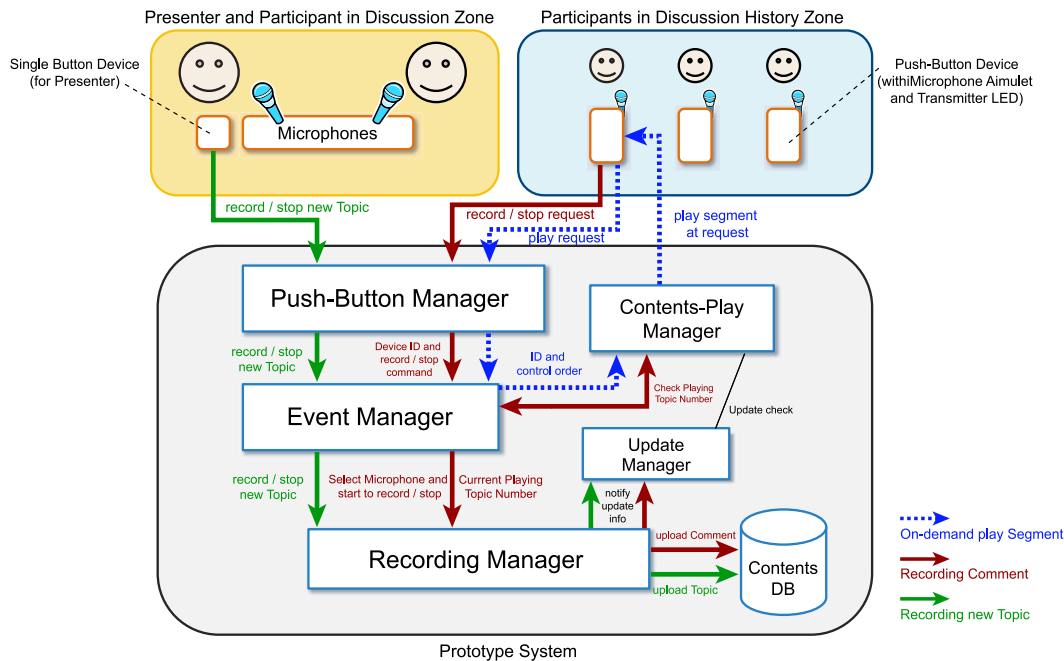 Presenter and Participant in Discussion Zone
Participants in Discussion History Zone
Single Button Device
(for Presenter)
Push-Button Device
(withiMicrophone Aimulet
and Transmitter LED)
Microphones
record / stop new Topic
record / stop request
play request
play segment
at request
Push-Button Manager
Contents-Play
Manager
record / stop
new Topic
Device ID and
record / stop
command
ID and
control order
Check Playing
Topic Number
Update check
Event Manager
Update
Manager
record / stop
new Topic
Select Microphone and
start to record / stop
Currrent Playing
Topic Number
notify
update
info
Recording Manager
upload Comment
upload Topic
Contents
DB
On-demand play Segment
Recording Comment
Recording new Topic
Prototype System